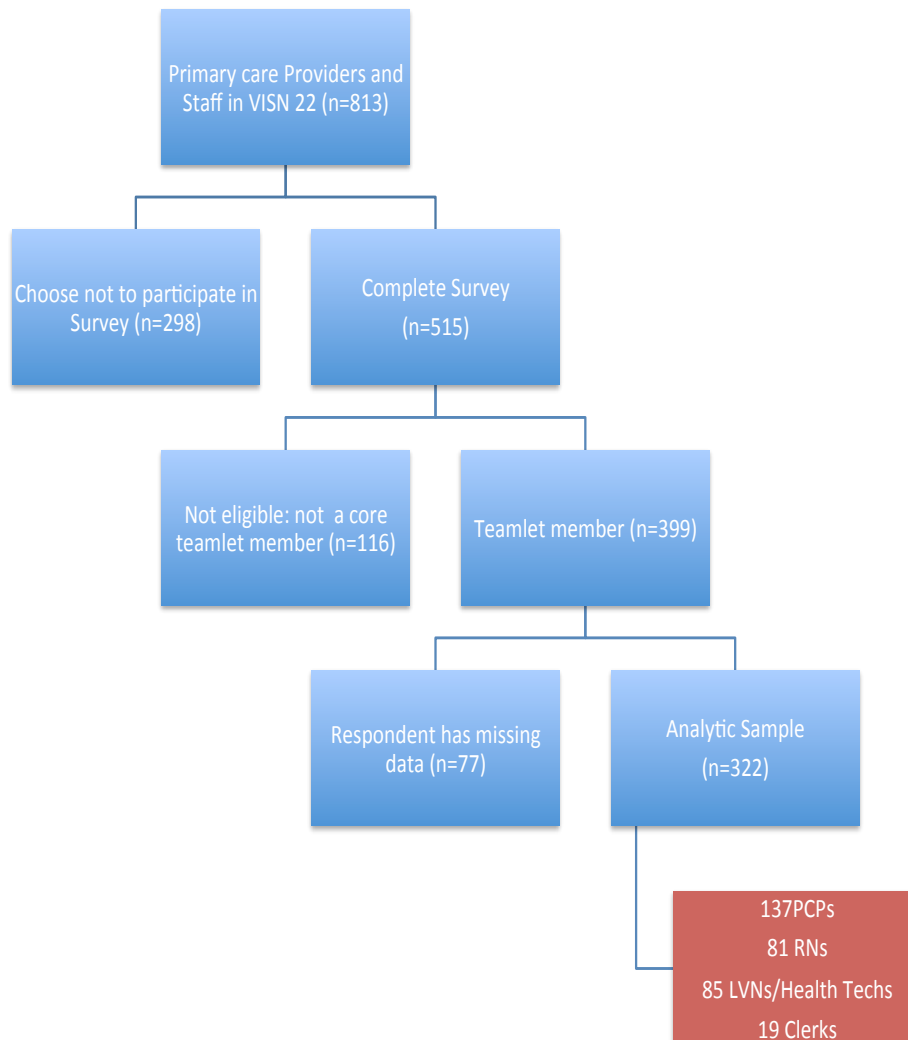 Primary care Providers and
Staff in VISN 22 (n=813)
Choose not to participate in
Survey (n=298)
Complete Survey
(n=515)
Not eligible: not  a core
teamlet member (n=116)
Teamlet member (n=399)
Respondent has missing
data (n=77)
Analytic Sample
(n=322)
137PCPs
81 RNs
85 LVNs/Health Techs
19 Clerks